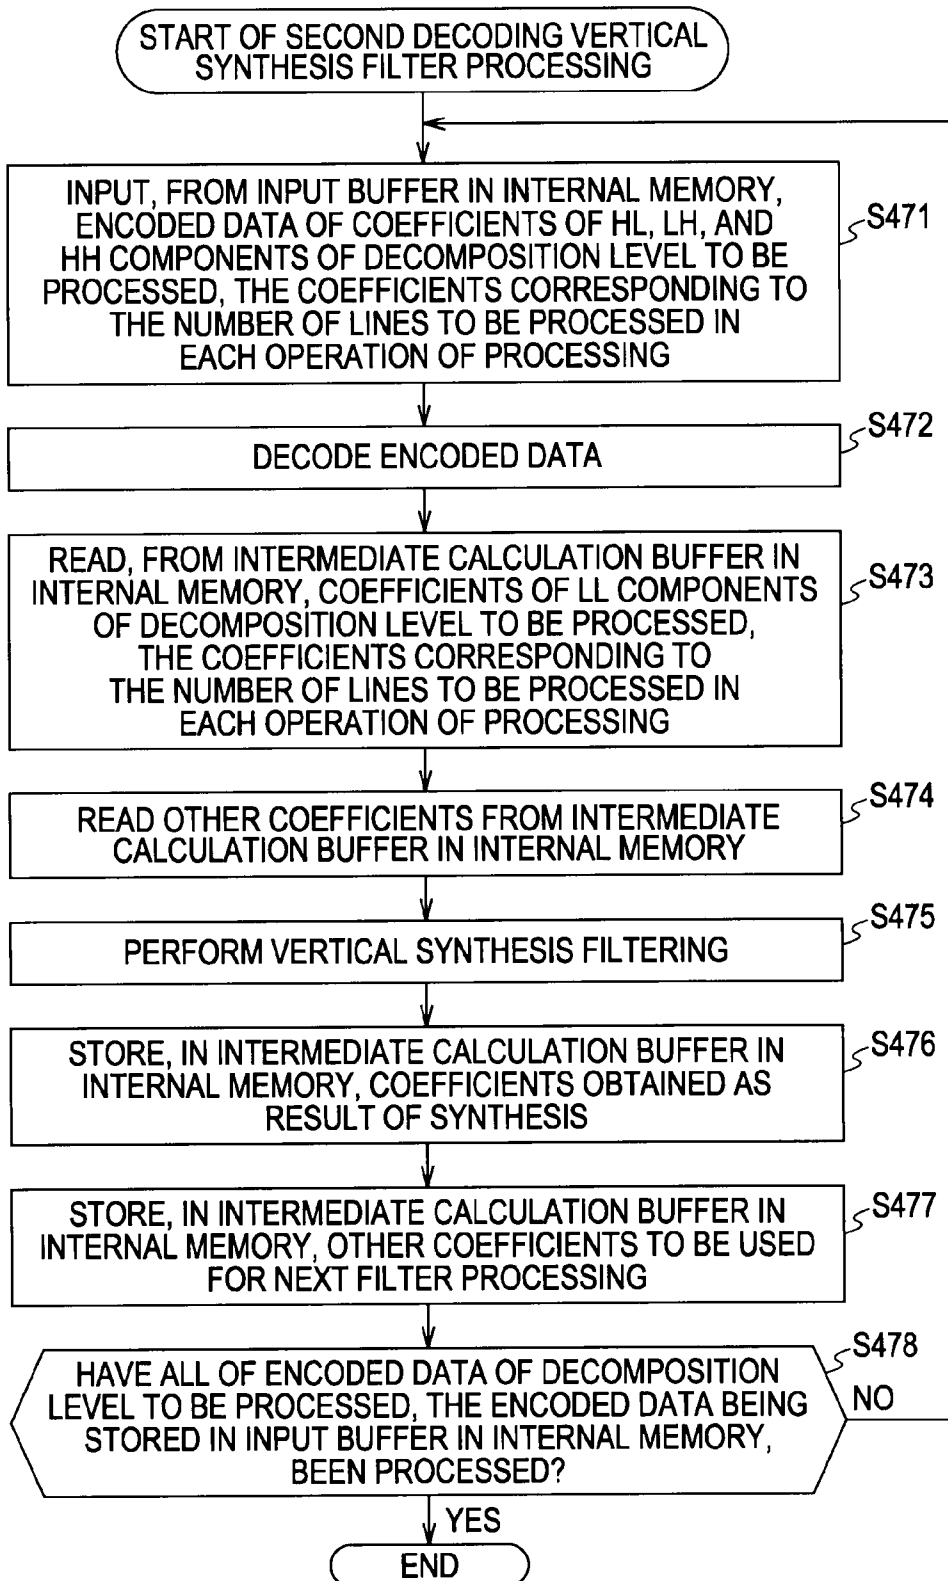 START OF SECOND DECODING VERTICAL
SYNTHESIS FILTER PROCESSING
INPUT, FROM INPUT BUFFER IN INTERNAL MEMORY,
ENCODED DATA OF COEFFICIENTS OF HL, LH, AND
HH COMPONENTS OF DECOMPOSITION LEVEL TO BE
PROCESSED, THE COEFFICIENTS CORRESPONDING TO
THE NUMBER OF LINES TO BE PROCESSED IN
EACH OPERATION OF PROCESSING
S471
DECODE ENCODED DATA
S472
READ, FROM INTERMEDIATE CALCULATION BUFFER IN
INTERNAL MEMORY, COEFFICIENTS OF LL COMPONENTS
OF DECOMPOSITION LEVEL TO BE PROCESSED,
THE COEFFICIENTS CORRESPONDING TO
THE NUMBER OF LINES TO BE PROCESSED IN
EACH OPERATION OF PROCESSING
S473
READ OTHER COEFFICIENTS FROM INTERMEDIATE
CALCULATION BUFFER IN INTERNAL MEMORY
S474
PERFORM VERTICAL SYNTHESIS FILTERING
S475
STORE, IN INTERMEDIATE CALCULATION BUFFER IN
INTERNAL MEMORY, COEFFICIENTS OBTAINED AS
RESULT OF SYNTHESIS
S476
STORE, IN INTERMEDIATE CALCULATION BUFFER IN
INTERNAL MEMORY, OTHER COEFFICIENTS TO BE USED
FOR NEXT FILTER PROCESSING
S477
HAVE ALL OF ENCODED DATA OF DECOMPOSITION
LEVEL TO BE PROCESSED, THE ENCODED DATA BEING
STORED IN INPUT BUFFER IN INTERNAL MEMORY,
BEEN PROCESSED?
S478
NO
YES
END